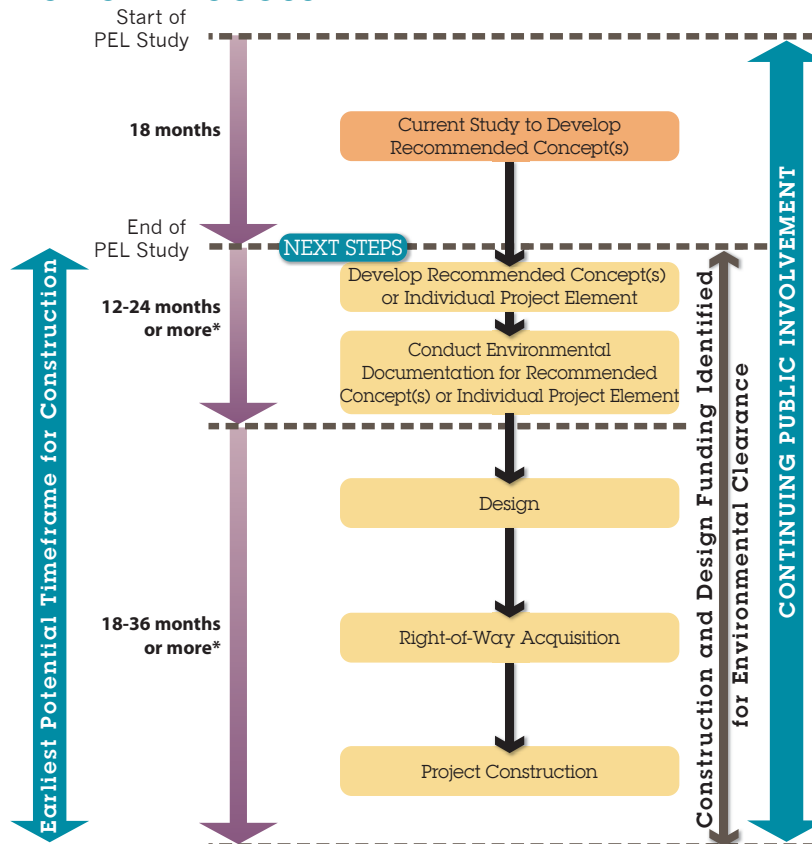 Start of
PEL Study
18 months
Current Study to Develop
Recommended Concept(s)
End of
PEL Study
NEXT STEPS
12-24 months
or more*
Develop Recommended Concept(s)
or Individual Project Element
Conduct Environmental
Documentation for Recommended
Concept(s) or Individual Project Element
Design
18-36 months
or more*
Right-of-Way Acquisition
Project Construction
Earliest Potential Timeframe for Construction
Construction and Design Funding Identified
for Environmental Clearance
CONTINUING PUBLIC INVOLVEMENT